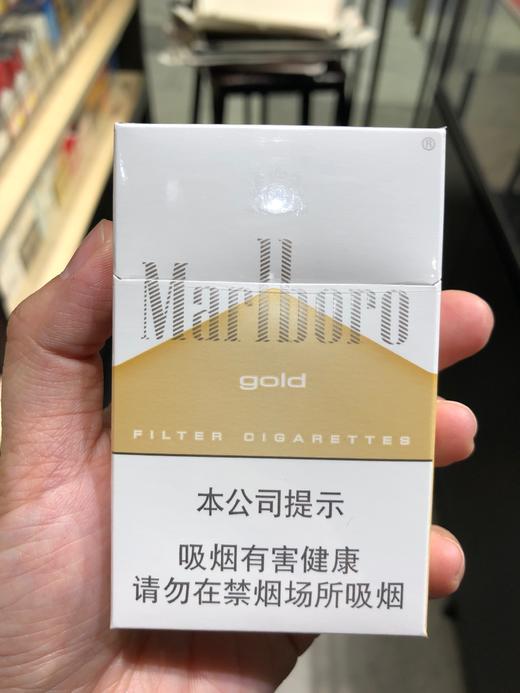 ®
Marlboro
gold
FILTER CIGARETTES
本公司提示
吸烟有害健康
请勿在禁烟场所吸烟